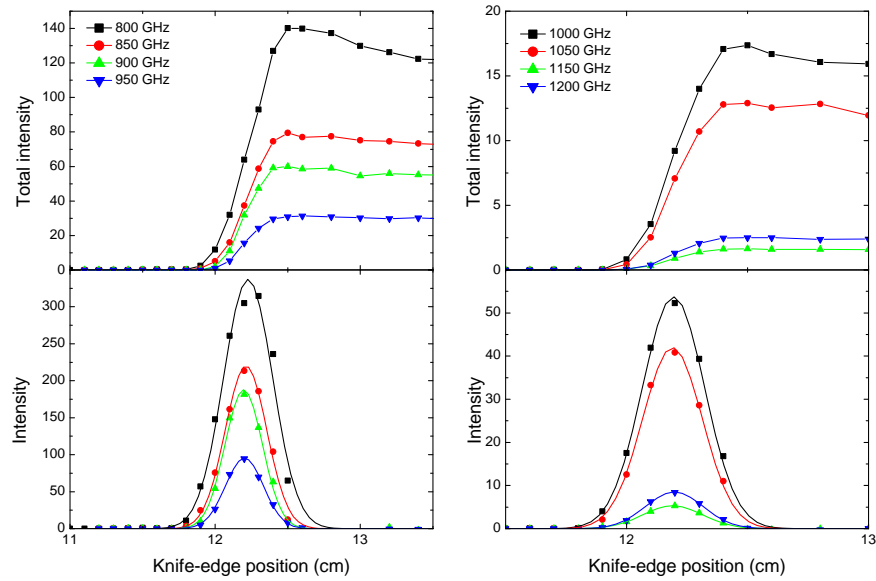 140
120
100
80
60
40
20
0
Total intensity
800 GHz
850 GHz
900 GHz
950 GHz
20
15
10
5
0
Total intensity
1000 GHz
1050 GHz
1150 GHz
1200 GHz
300
250
200
150
100
50
0
Intensity
11
12
13
Knife-edge position (cm)
50
40
30
20
10
0
Intensity
12
13
Knife-edge position (cm)